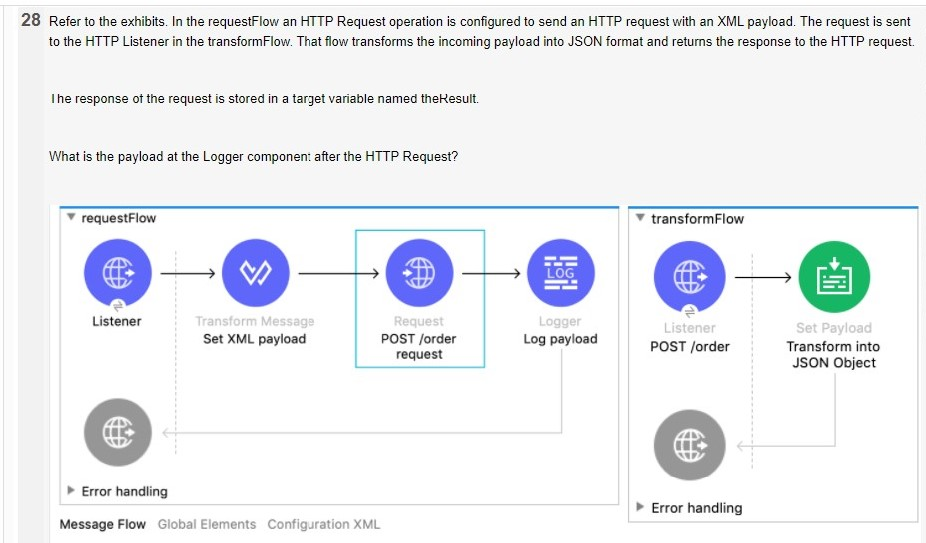 28 Refer to the exhibits. In the requestFlow an HTTP Request operation is configured to send an HTTP request with an XML payload. The request is sent
to the HTTP Listener in the transformFlow. That flow transforms the incoming payload into JSON format and returns the response to the HTTP request.
The response of the request is stored in a target variable named theResult.
What is the payload at the Logger component after the HTTP Request?
requestFlow
Listener
Transform Message
Set XML payload
Request
POST /order
request
LOG
Logger
Log payload
Error handling
transformFlow
Listener
POST /order
Set Payload
Transform into
JSON Object
Error handling
Message Flow Global Elements Configuration XML